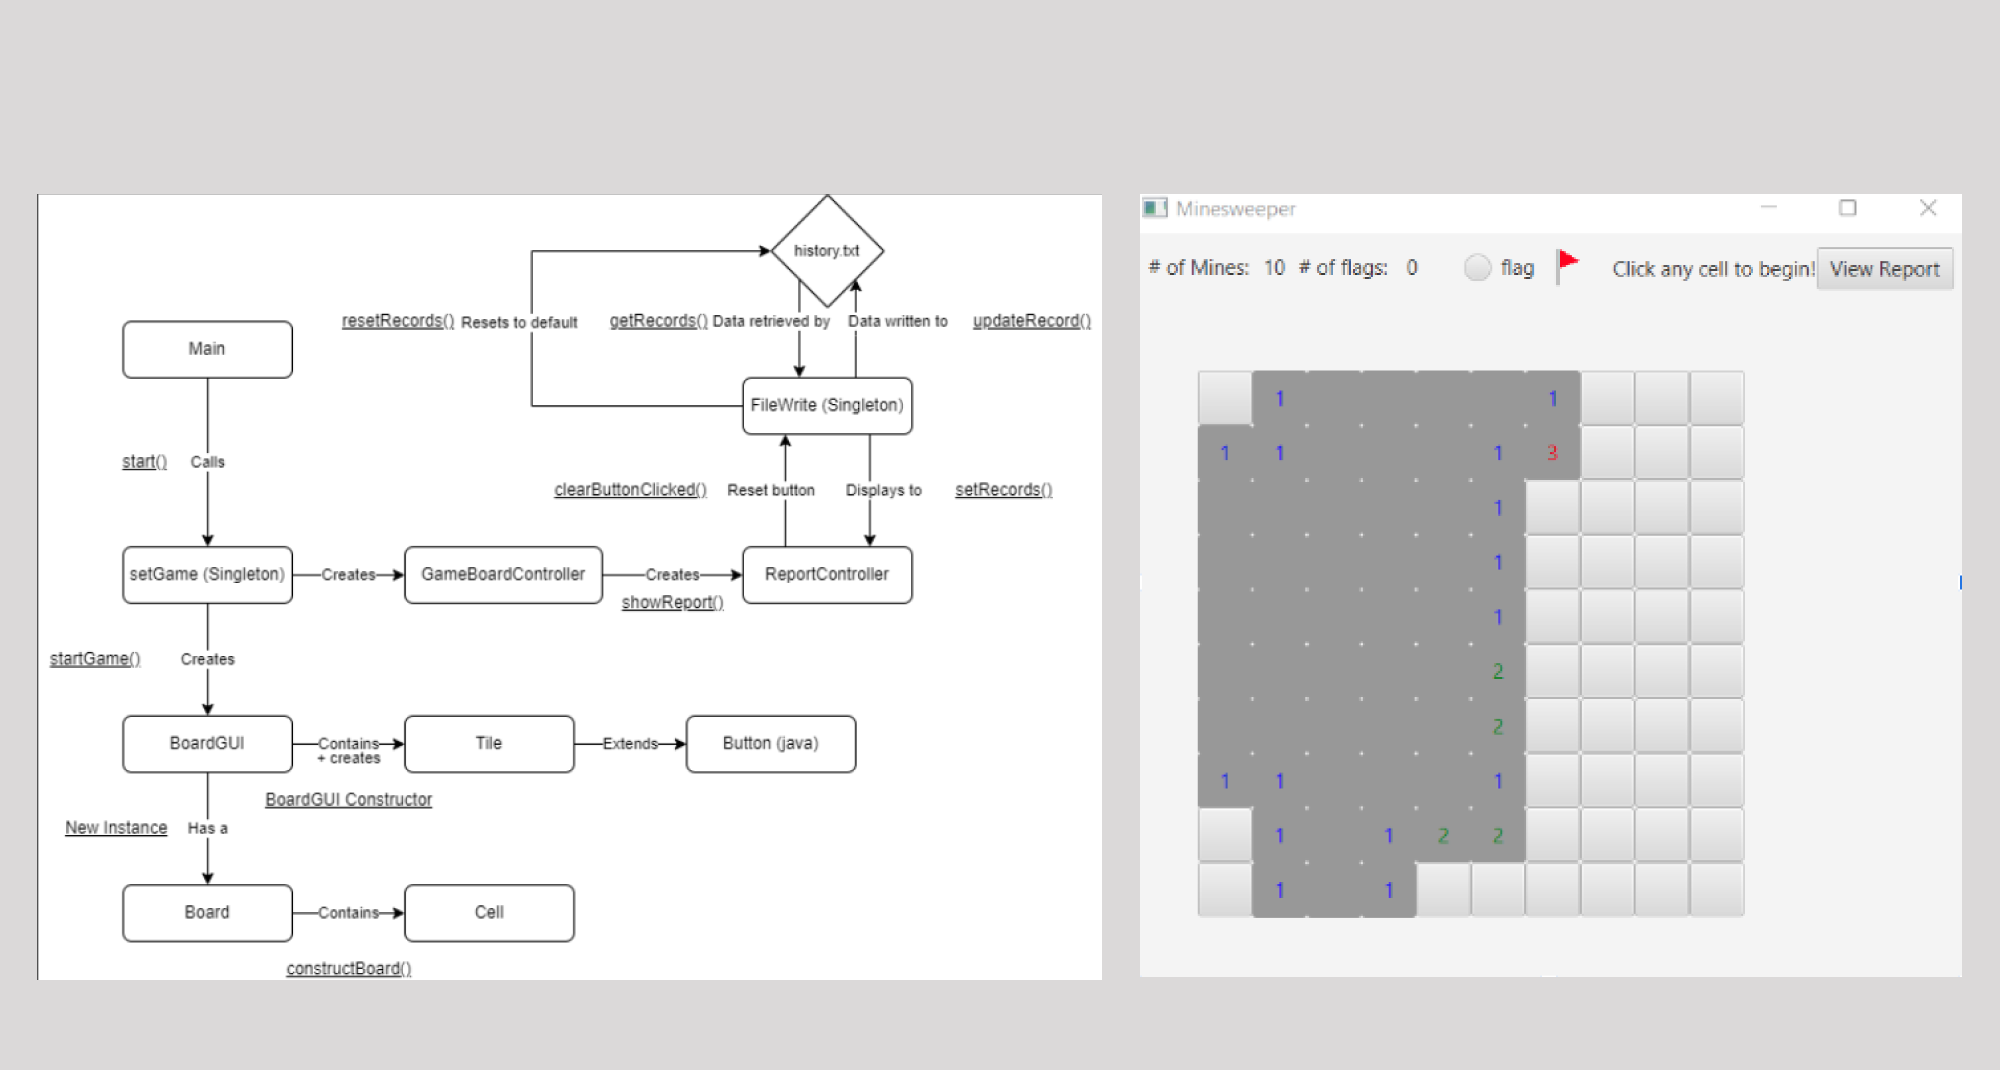 history.txt
resetRecords() Resets to default getRecords() Data retrieved by Data written to updateRecord()
Main
FileWrite (Singleton)
start() Calls
clearButtonClicked() Reset button Displays to setRecords()
setGame (Singleton) Creates GameBoardController Creates ReportController
showReport()
startGame() Creates
BoardGUI Contains Tile Extends Button (java)
+ creates
BoardGUI Constructor
New Instance Has a
Board Contains Cell
constructBoard()
Minesweeper
# of Mines: 10 # of flags: 0 flag Click any cell to begin! View Report
1 1
1 1 1 3
1
1
1
2
2
1 1 1
1 1 2 2
1 1